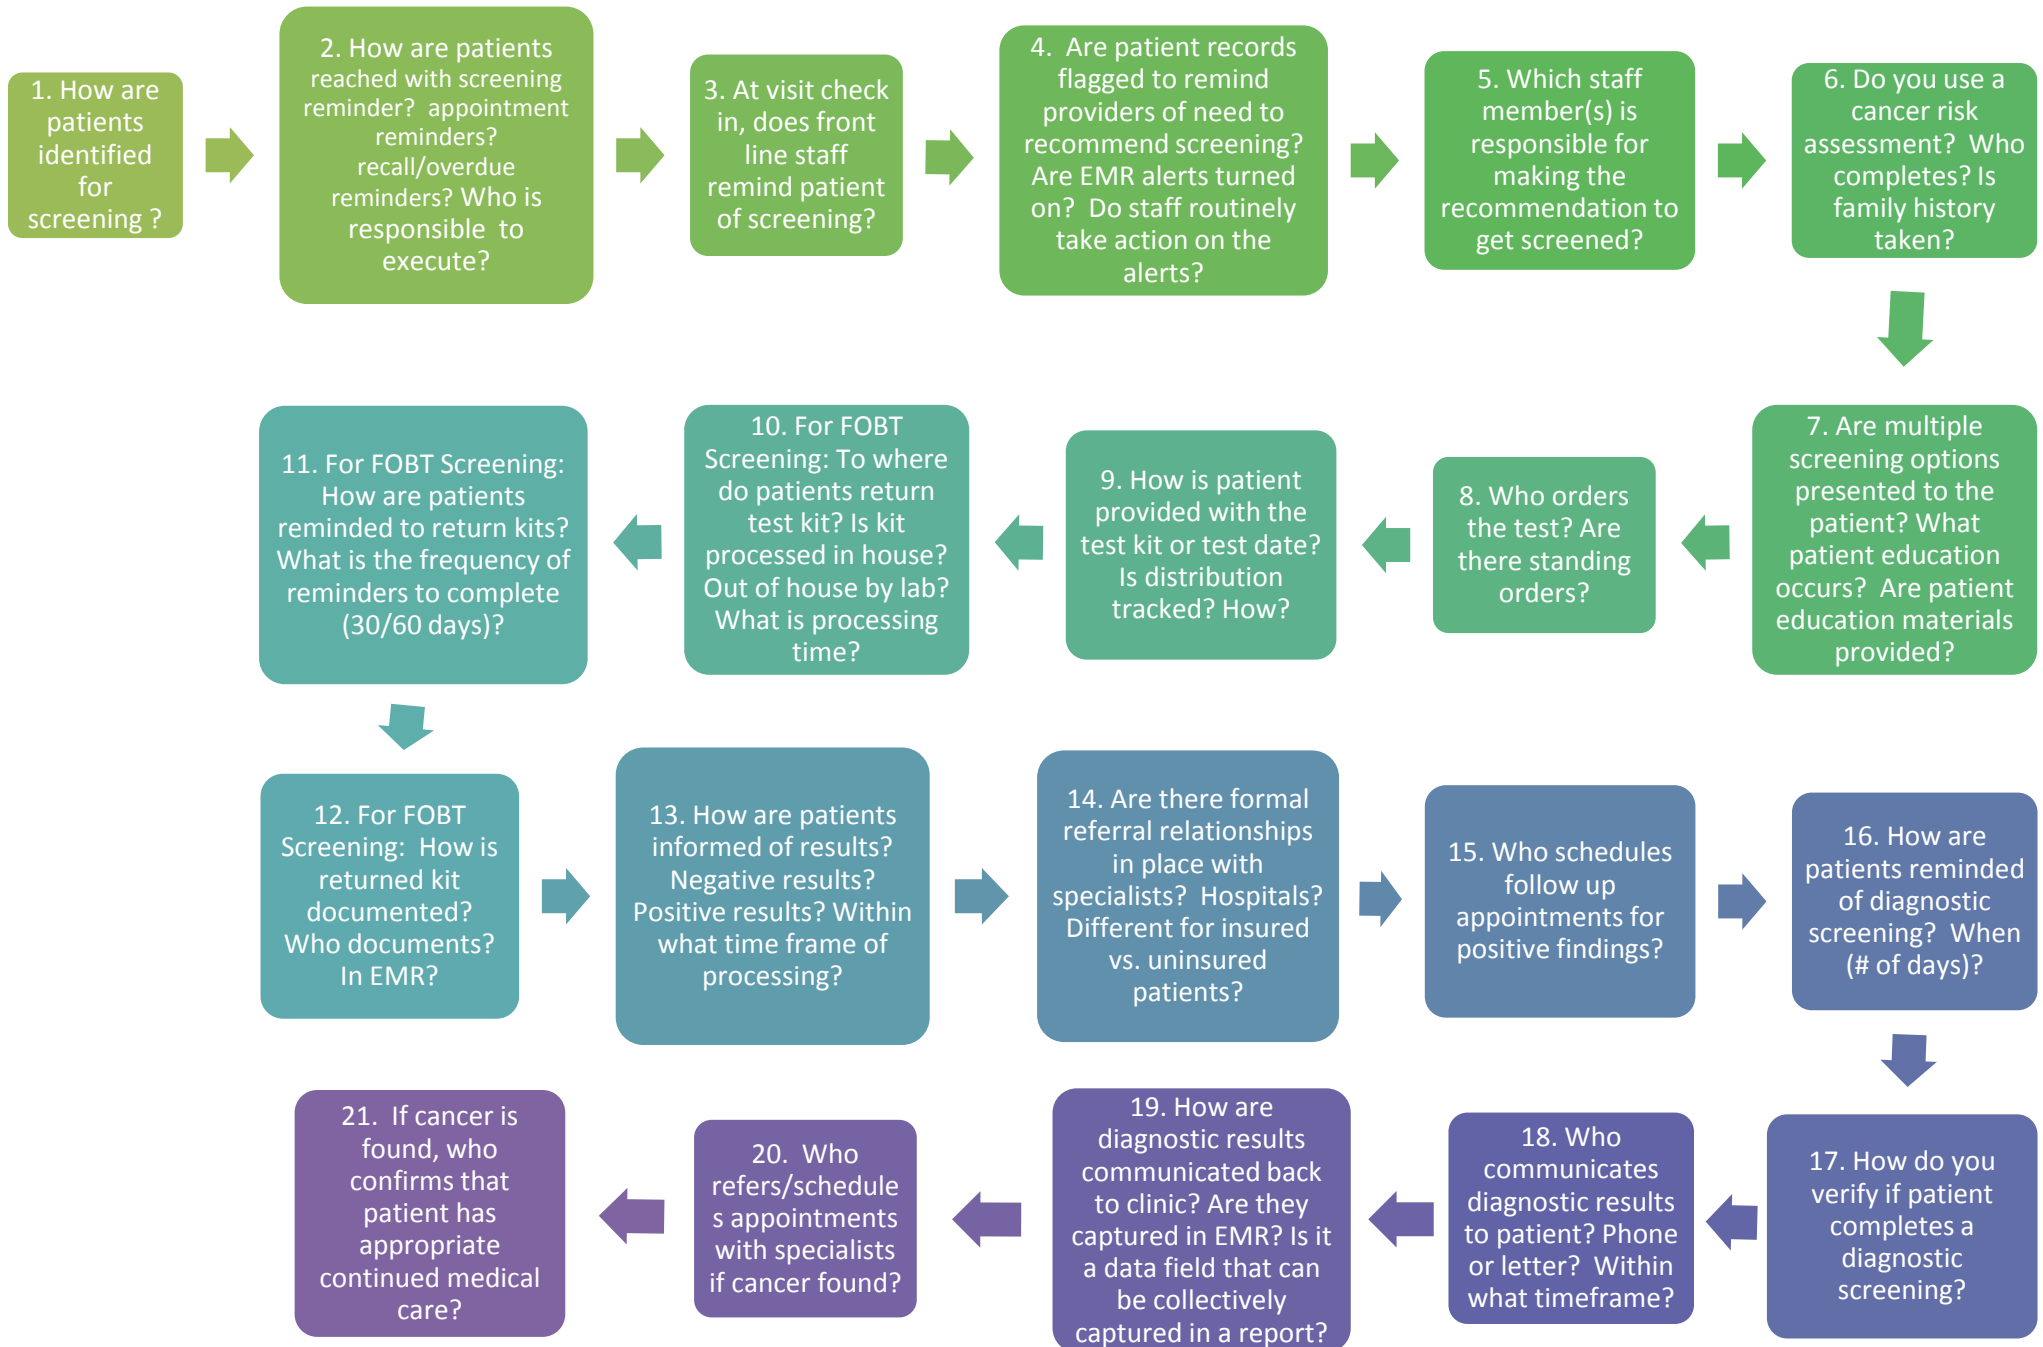 1. How are
patients
identified
for
screening ?
2. How are patients
reached with screening
reminder?  appointment
reminders?
recall/overdue
reminders? Who is
responsible  to
execute?
3. At visit check
in, does front
line staff
remind patient
of screening?
4.  Are patient records
flagged to remind
providers of need to
recommend screening?
Are EMR alerts turned
on?  Do staff routinely
take action on the
alerts?
5. Which staff
member(s) is
responsible for
making the
recommendation to
get screened?
6. Do you use a
cancer risk
assessment?  Who
completes? Is
family history
taken?
7. Are multiple
screening options
presented to the
patient? What
patient education
occurs?  Are patient
education materials
provided?
8. Who orders
the test? Are
there standing
orders?
9. How is patient
provided with the
test kit or test date?
Is distribution
tracked? How?
10. For FOBT
Screening: To where
do patients return
test kit? Is kit
processed in house?
Out of house by lab?
What is processing
time?
11. For FOBT Screening:
How are patients
reminded to return kits?
What is the frequency of
reminders to complete
(30/60 days)?
12. For FOBT
Screening:  How is
returned kit
documented?
Who documents?
In EMR?
13. How are patients
informed of results?
Negative results?
Positive results? Within
what time frame of
processing?
14. Are there formal
referral relationships
in place with
specialists?  Hospitals?
Different for insured
vs. uninsured
patients?
15. Who schedules
follow up
appointments for
positive findings?
16. How are
patients reminded
of diagnostic
screening?  When
(# of days)?
17. How do you
verify if patient
completes a
diagnostic
screening?
18. Who
communicates
diagnostic results
to patient? Phone
or letter?  Within
what timeframe?
19. How are
diagnostic results
communicated back
to clinic? Are they
captured in EMR? Is it
a data field that can
be collectively
captured in a report?
20.  Who
refers/schedule
s appointments
with specialists
if cancer found?
21.  If cancer is
found, who
confirms that
patient has
appropriate
continued medical
care?